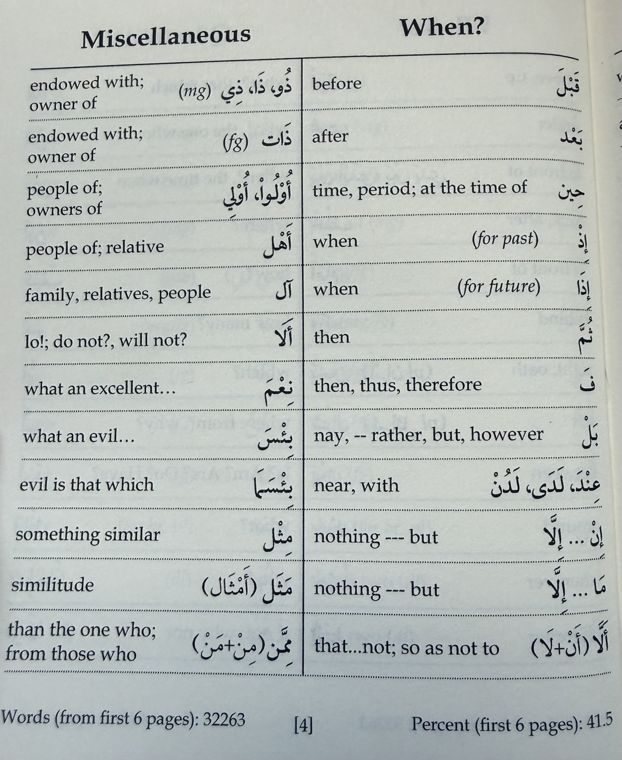 Miscellaneous
When?
endowed with;
owner of
(mg) ذُو، ذَا، ذِي
before
قَبْلَ
endowed with;
owner of
(fg) ذَات
after
بَعْد
people of;
owners of
أُوْلُواْ، أُوْلِي
time, period; at the time of
حِين
people of; relative
أَهْل
when
(for past)
إِذْ
family, relatives, people
آل
when
(for future)
إِذَا
lo!; do not?, will not?
أَلَا
then
ثُمَّ
what an excellent…
نِعْمَ
then, thus, therefore
ف
what an evil…
بِئْسَ
nay, -- rather, but, however
بَلْ
evil is that which
بِئْسَمَا
near, with
عِنْدَ، لَدَى، لَدُنْ
something similar
مِثْل
nothing --- but
إِنْ ... إِلَّا
similitude
مَثَل (أَمْثَال)
nothing --- but
مَا ... إِلَّا
than the one who;
from those who
مِمَّن (مِنْ+مَنْ)
that...not; so as not to
أَلَّا (أَنْ+لَا)
Words (from first 6 pages): 32263
[4]
Percent (first 6 pages): 41.5